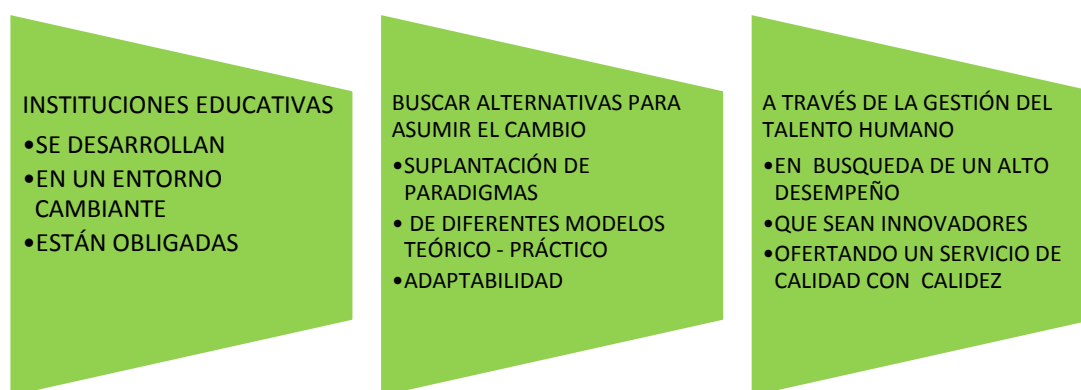 INSTITUCIONES EDUCATIVAS
•SE DESARROLLAN
•EN UN ENTORNO
CAMBIANTE
•ESTÁN OBLIGADAS
BUSCAR ALTERNATIVAS PARA
ASUMIR EL CAMBIO
•SUPLANTACIÓN DE
PARADIGMAS
• DE DIFERENTES MODELOS
TEÓRICO - PRÁCTICO
•ADAPTABILIDAD
A TRAVÉS DE LA GESTIÓN DEL
TALENTO HUMANO
•EN BUSQUEDA DE UN ALTO
DESEMPEÑO
•QUE SEAN INNOVADORES
•OFERTANDO UN SERVICIO DE
CALIDAD CON CALIDEZ